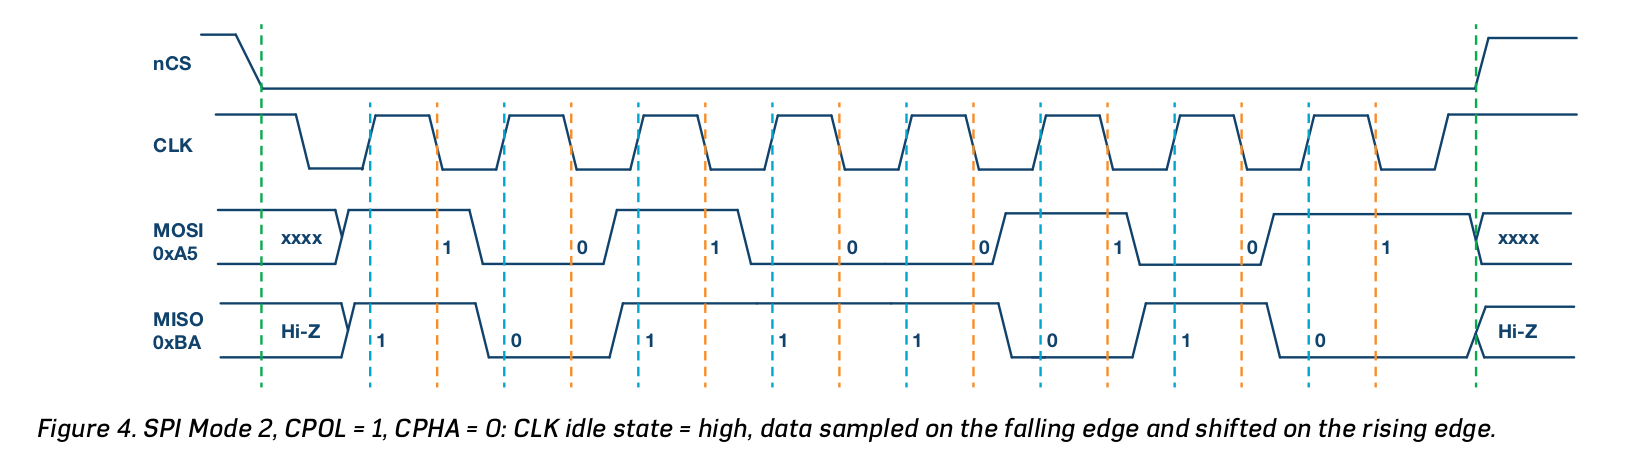 nCS
CLK
MOSI
0xA5
xxxx
1
0
1
0
0
1
0
1
xxxx
MISO
0xBA
Hi-Z
1
0
1
1
1
0
1
0
Hi-Z
Figure 4. SPI Mode 2, CPOL = 1, CPHA = 0: CLK idle state = high, data sampled on the falling edge and shifted on the rising edge.